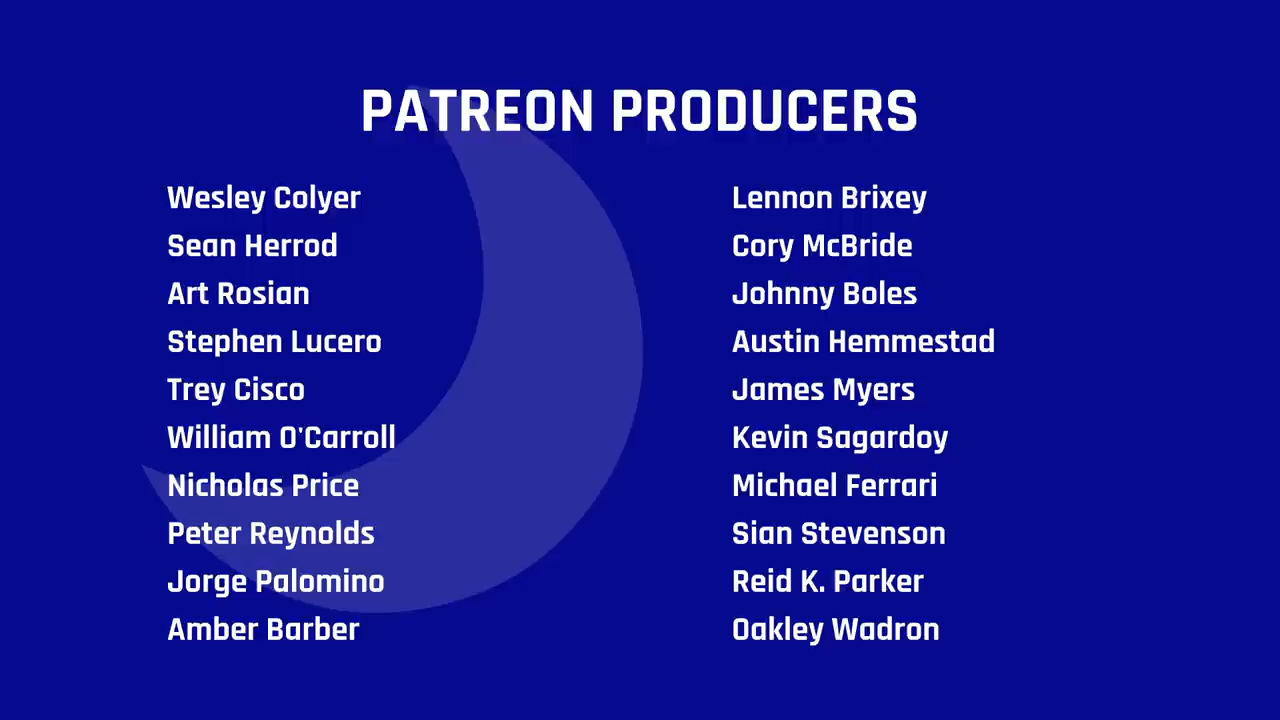 PATREON PRODUCERS
Wesley Colyer
Sean Herrod
Art Rosian
Stephen Lucero
Trey Cisco
William O'Carroll
Nicholas Price
Peter Reynolds
Jorge Palomino
Amber Barber
Lennon Brixey
Cory McBride
Johnny Boles
Austin Hemmestad
James Myers
Kevin Sagardoy
Michael Ferrari
Sian Stevenson
Reid K. Parker
Oakley Wadron